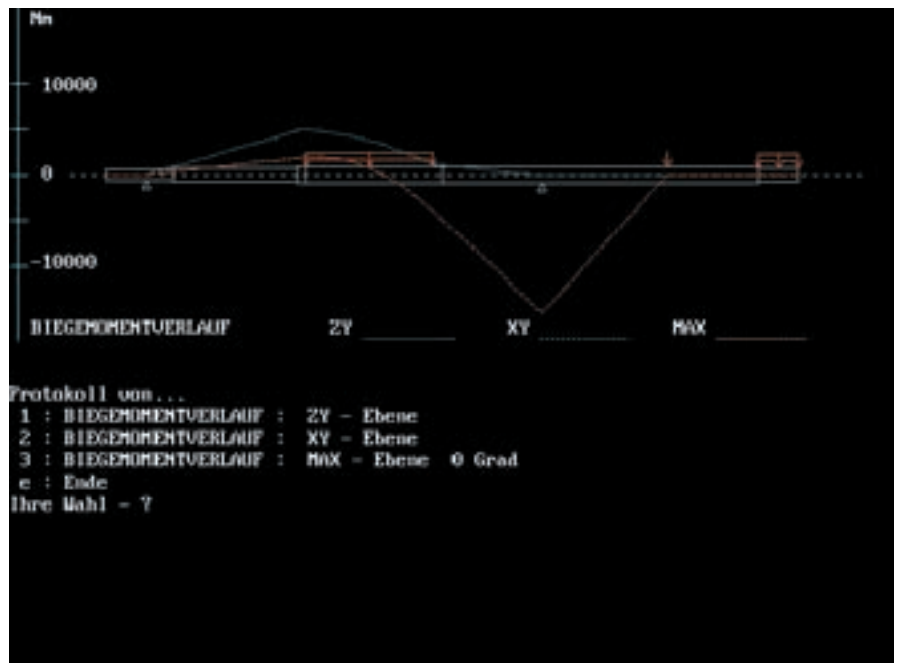 Nm
10000
0
-10000
BIEGEMOMENTVERLAUF ZY XY MAX
Protokoll von...
1 : BIEGEMOMENTVERLAUF : ZY - Ebene
2 : BIEGEMOMENTVERLAUF : XY - Ebene
3 : BIEGEMOMENTVERLAUF : MAX - Ebene 0 Grad
e : Ende
Ihre Wahl - ?